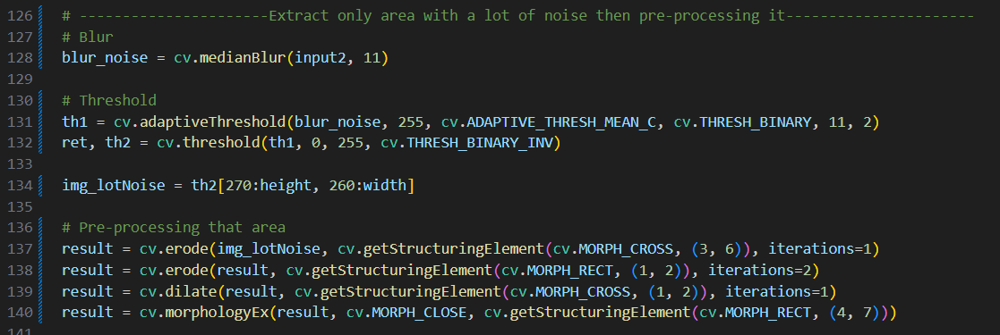 126 # ----------------------Extract only area with a lot of noise then pre-processing it----------------------
127 # Blur
128 blur_noise = cv.medianBlur(input2, 11)
129
130 # Threshold
131 th1 = cv.adaptiveThreshold(blur_noise, 255, cv.ADAPTIVE_THRESH_MEAN_C, cv.THRESH_BINARY, 11, 2)
132 ret, th2 = cv.threshold(th1, 0, 255, cv.THRESH_BINARY_INV)
133
134 img_lotNoise = th2[270:height, 260:width]
135
136 # Pre-processing that area
137 result = cv.erode(img_lotNoise, cv.getStructuringElement(cv.MORPH_CROSS, (3, 6)), iterations=1)
138 result = cv.erode(result, cv.getStructuringElement(cv.MORPH_RECT, (1, 2)), iterations=2)
139 result = cv.dilate(result, cv.getStructuringElement(cv.MORPH_CROSS, (1, 2)), iterations=1)
140 result = cv.morphologyEx(result, cv.MORPH_CLOSE, cv.getStructuringElement(cv.MORPH_RECT, (4, 7)))
141